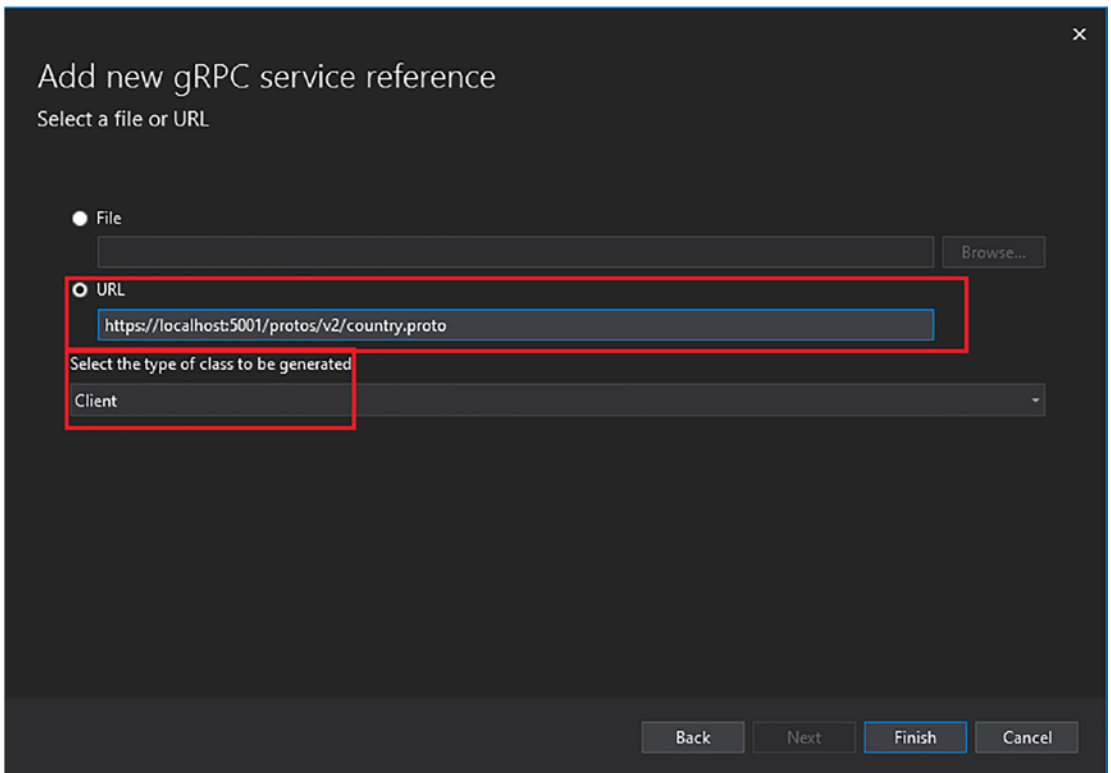 Add new gRPC service reference
Select a file or URL
File
Browse...
URL
https://localhost:5001/protos/v2/country.proto
Select the type of class to be generated
Client
Back Next Finish Cancel